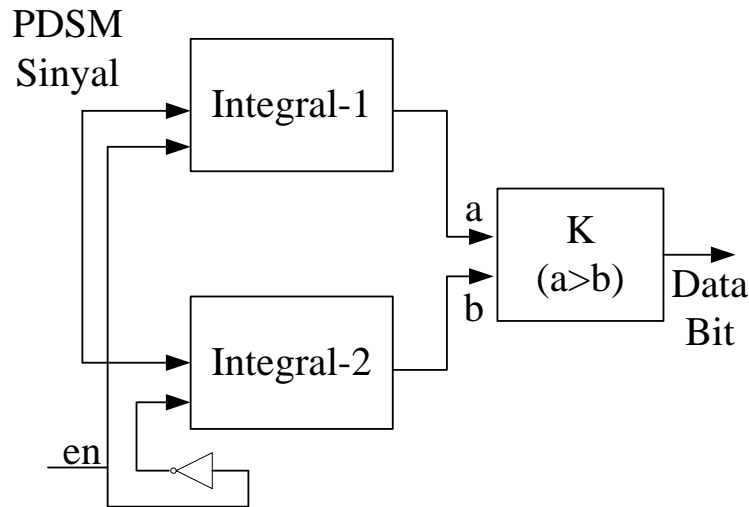 PDSM
Sinyal
Integral-1
a
K
(a>b)
b
Data
Bit
Integral-2
en